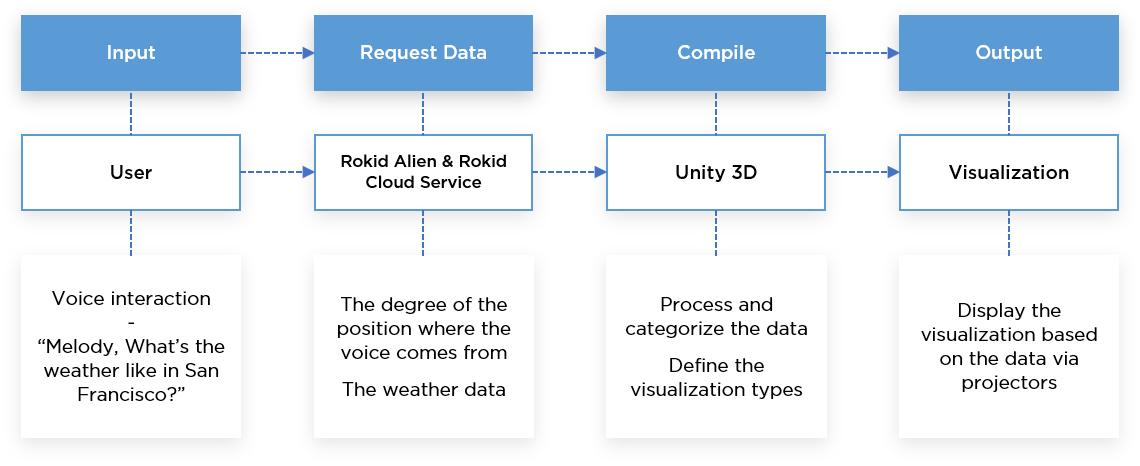 Input
Request Data
Compile
Output
User
Rokid Alien & Rokid
Cloud Service
Unity 3D
Visualization
Voice interaction
-
“Melody, What’s the
weather like in San
Francisco?”
The degree of the
position where the
voice comes from
The weather data
Process and
categorize the data
Define the
visualization types
Display the
visualization based
on the data via
projectors